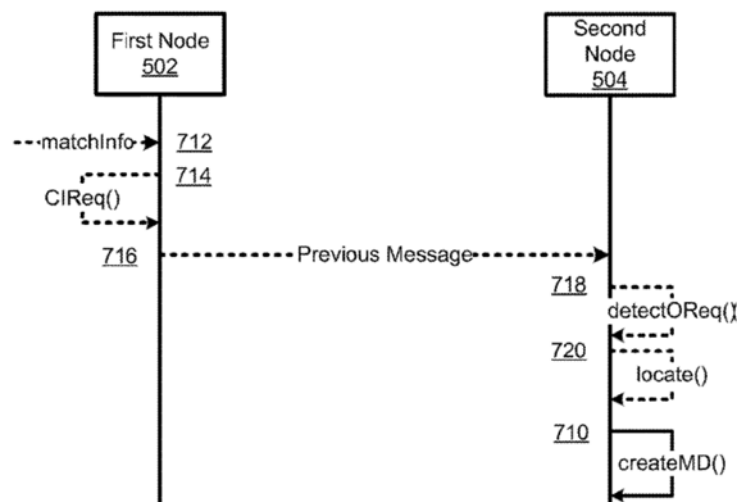 First Node
502
Second
Node
504
matchInfo
712
714
CIReq()
716
Previous Message
718
detectOReq()
720
locate()
710
createMD()